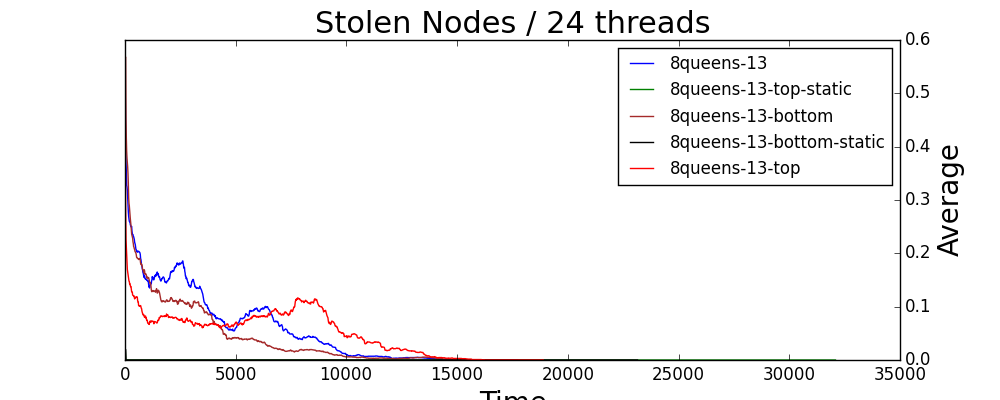 Stolen Nodes / 24 threads
8queens-13
8queens-13-top-static
8queens-13-bottom
8queens-13-bottom-static
8queens-13-top
0.6
0.5
0.4
0.3
0.2
0.1
0.0
Average
0 5000 10000 15000 20000 25000 30000 35000
Time